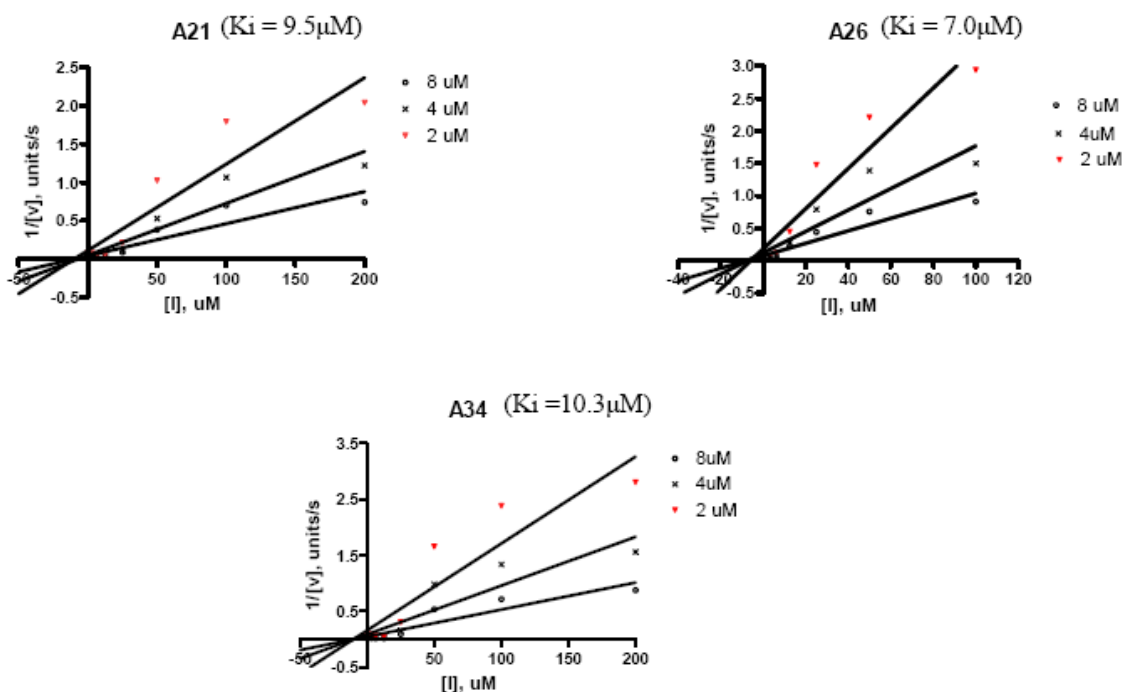 A21 (Ki = 9.5μM)
2.5
2.0
1.5
1.0
0.5
-0.5
-50
50
100
150
200
1/[v], units/s
[I], uM
8 uM
4 uM
2 uM
A26 (Ki = 7.0μM)
3.0
2.5
2.0
1.5
1.0
0.5
-0.5
-40
-20
0
20
40
60
80
100
120
1/[v], units/s
[I], uM
8 uM
4uM
2 uM
A34 (Ki =10.3μM)
3.5
2.5
1.5
0.5
-0.5
-50
50
100
150
200
1/[v], units/s
[I], uM
8uM
4uM
2 uM